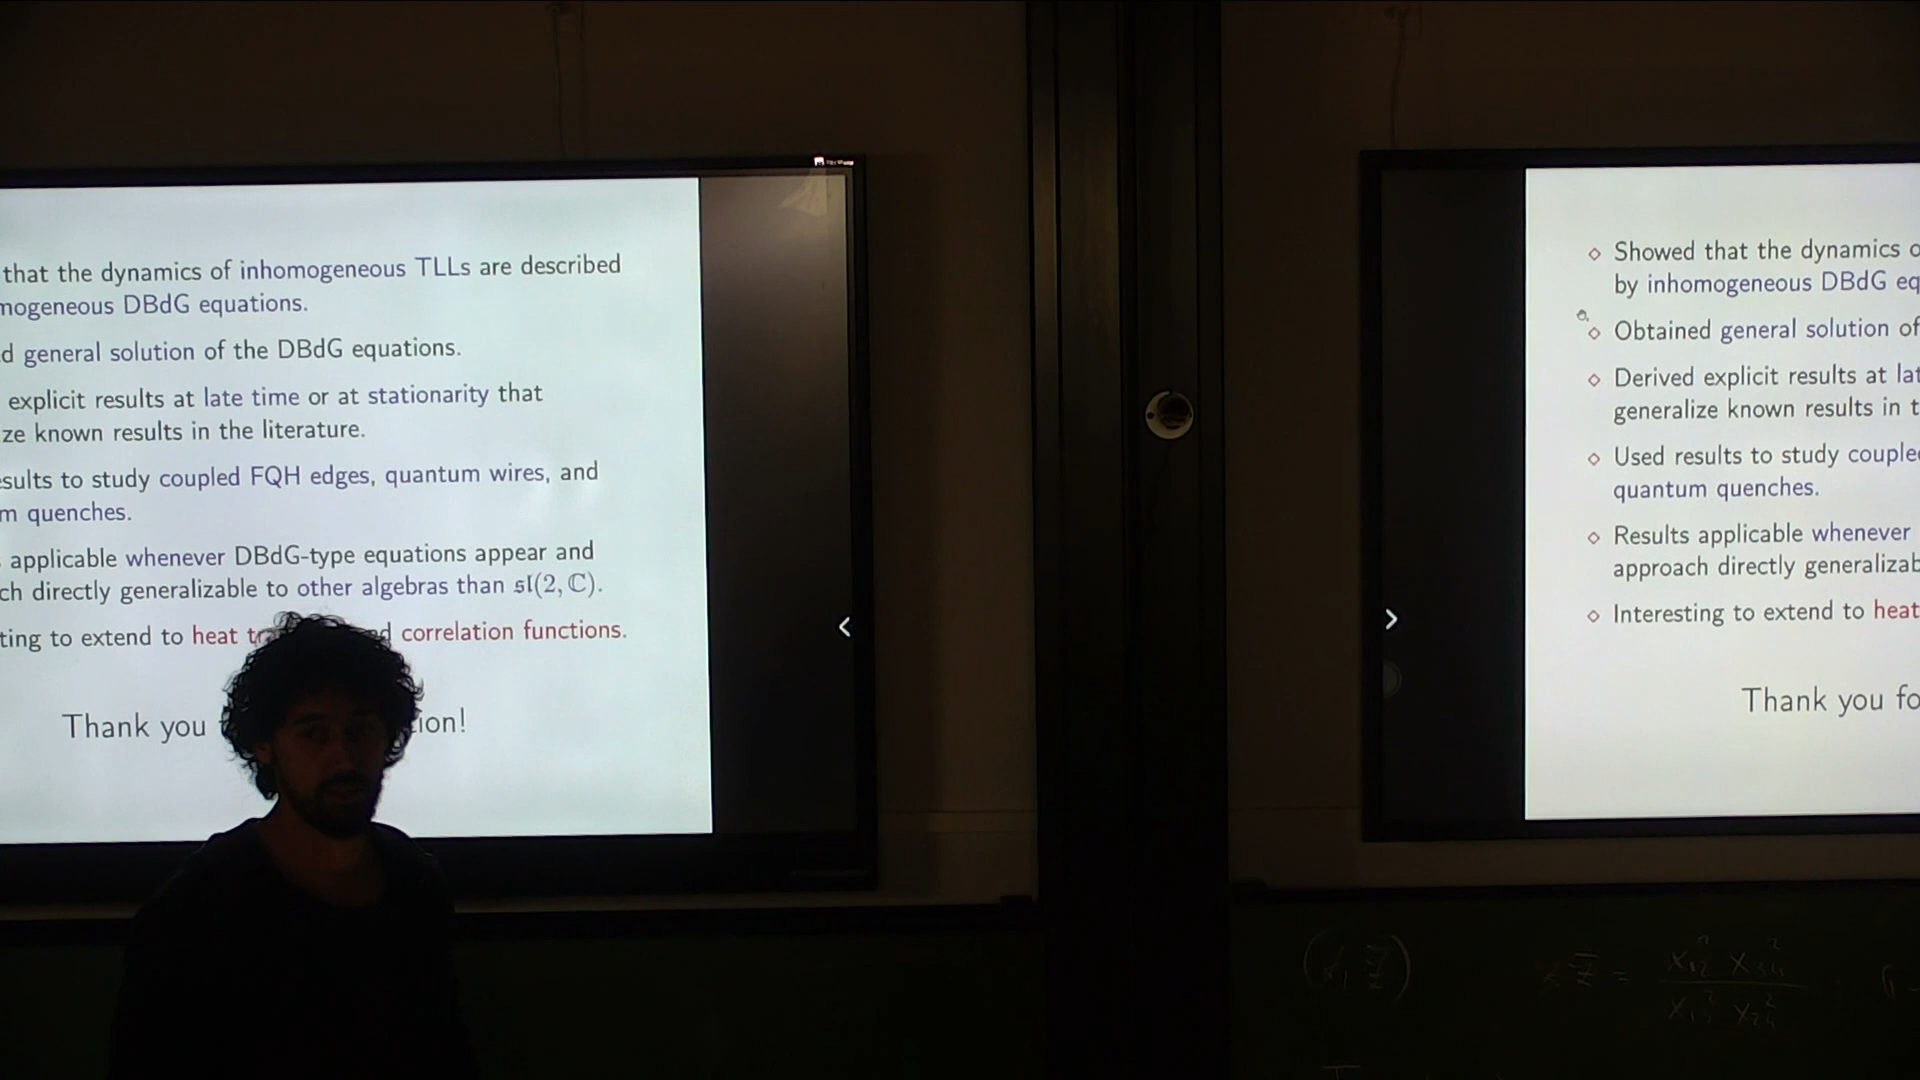 that the dynamics of inhomogeneous TLLs are described
mogeneous DBdG equations.
d general solution of the DBdG equations.
explicit results at late time or at stationarity that
ze known results in the literature.
esults to study coupled FQH edges, quantum wires, and
m quenches.
applicable whenever DBdG-type equations appear and
ch directly generalizable to other algebras than 𝔰𝔩(2, ℂ).
ting to extend to heat tra d correlation functions.
Thank you tion!
◇ Showed that the dynamics o
by inhomogeneous DBdG eq
◇ Obtained general solution of
◇ Derived explicit results at lat
generalize known results in t
◇ Used results to study couple
quantum quenches.
◇ Results applicable whenever
approach directly generalizab
◇ Interesting to extend to heat
Thank you fo